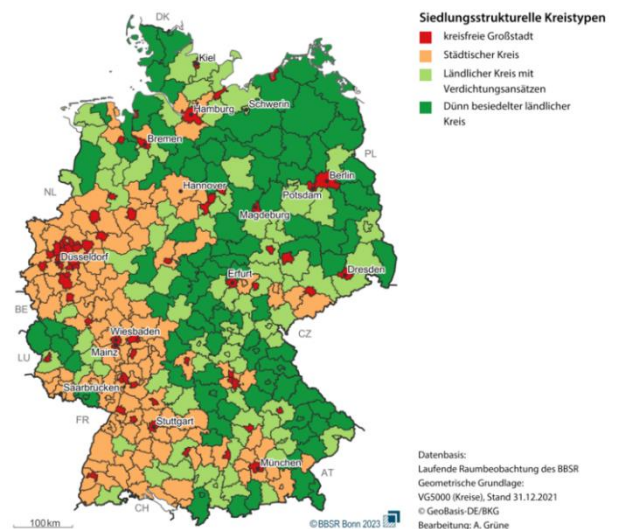 Siedlungsstrukturelle Kreistypen
kreisfreie Großstadt
Städtischer Kreis
Ländlicher Kreis mit
Verdichtungsansätzen
Dünn besiedelter ländlicher
Kreis
DK
Kiel
Hamburg
Schwerin
Bremen
PL
Berlin
NL
Hannover
Potsdam
Magdeburg
Düsseldorf
Erfurt
Dresden
BE
Wiesbaden
CZ
LU
Mainz
Saarbrücken
FR
Stuttgart
München
AT
CH
100 km
© BBSR Bonn 2023
Datenbasis:
Laufende Raumbeobachtung des BBSR
Geometrische Grundlage:
VG5000 (Kreise), Stand 31.12.2021
© GeoBasis-DE/BKG
Bearbeitung: A. Grüne